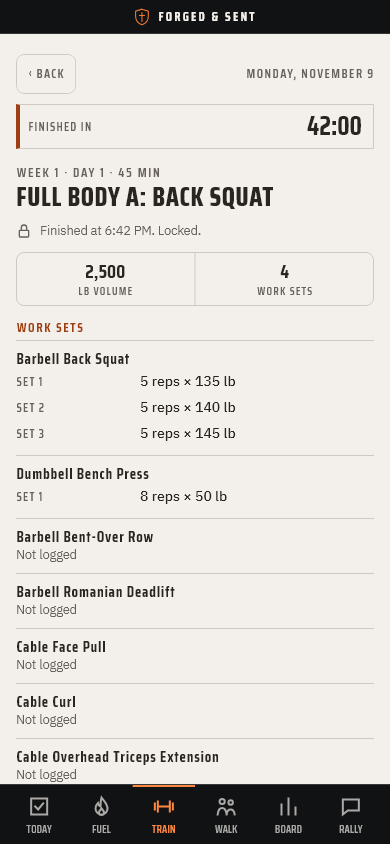 FORGED & SENT
‹ BACK
MONDAY, NOVEMBER 9
FINISHED IN
42:00
WEEK 1 · DAY 1 · 45 MIN
FULL BODY A: BACK SQUAT
Finished at 6:42 PM. Locked.
2,500
LB VOLUME
4
WORK SETS
WORK SETS
Barbell Back Squat
SET 1 5 reps × 135 lb
SET 2 5 reps × 140 lb
SET 3 5 reps × 145 lb
Dumbbell Bench Press
SET 1 8 reps × 50 lb
Barbell Bent-Over Row
Not logged
Barbell Romanian Deadlift
Not logged
Cable Face Pull
Not logged
Cable Curl
Not logged
Cable Overhead Triceps Extension
Not logged
TODAY FUEL TRAIN WALK BOARD RALLY